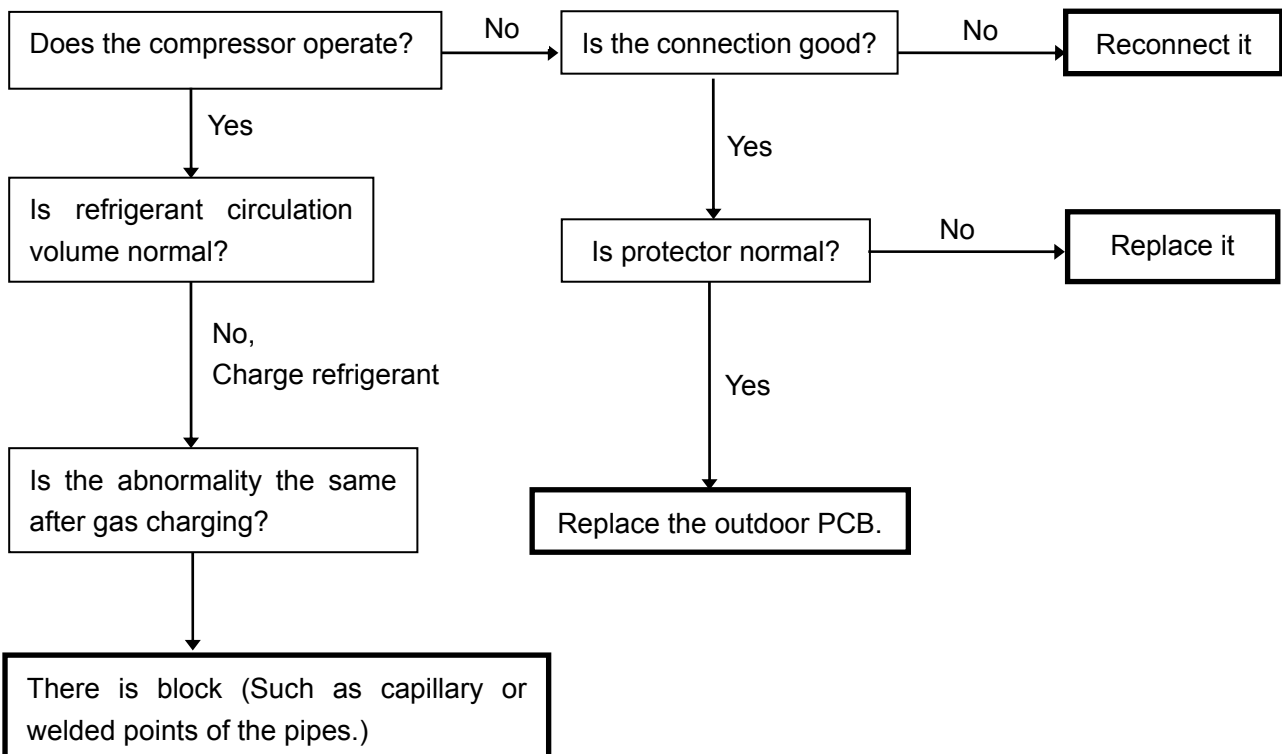 Does the compressor operate?
No
Is the connection good?
No
Reconnect it
Yes
Yes
Is refrigerant circulation
volume normal?
Is protector normal?
No
Replace it
No,
Charge refrigerant
Yes
Is the abnormality the same
after gas charging?
Replace the outdoor PCB.
There is block (Such as capillary or
welded points of the pipes.)